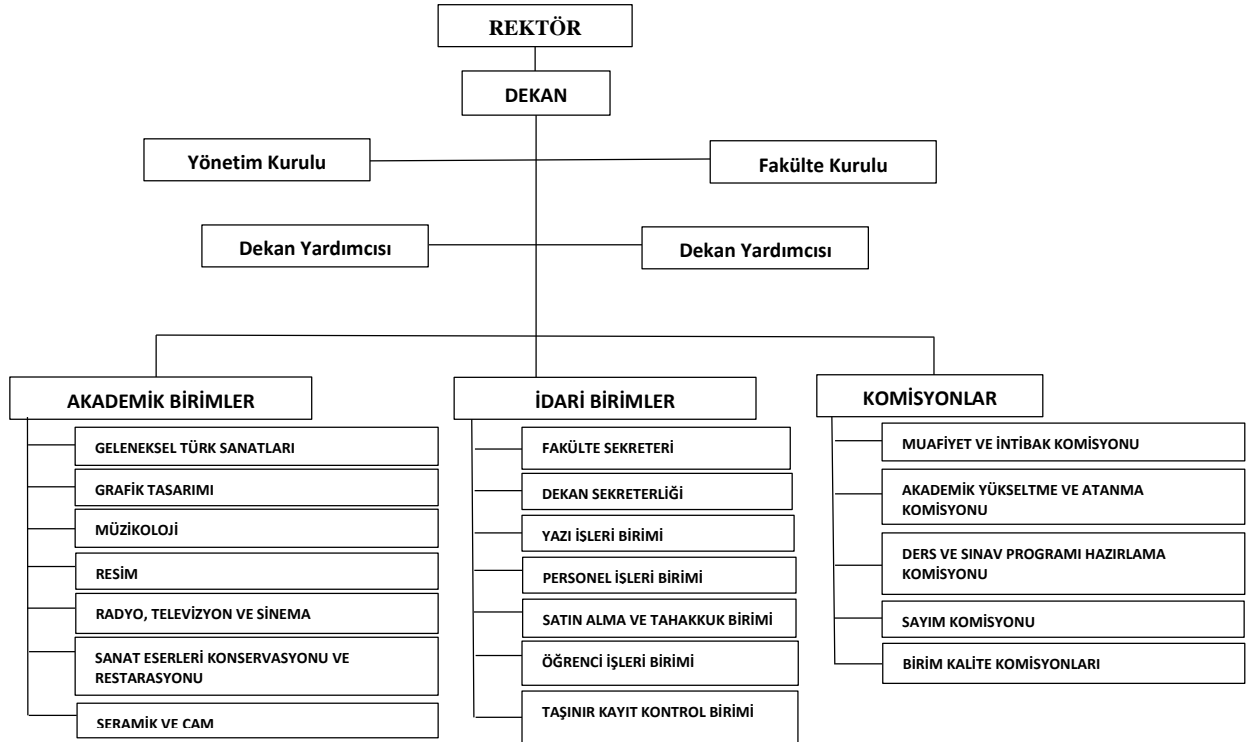 REKTÖR
DEKAN
Yönetim Kurulu
Fakülte Kurulu
Dekan Yardımcısı
Dekan Yardımcısı
AKADEMİK BİRİMLER
GELENEKSEL TÜRK SANATLARI
GRAFİK TASARIMI
MÜZİKOLOJİ
RESİM
RADYO, TELEVİZYON VE SİNEMA
SANAT ESERLERİ KONSERVASYONU VE
RESTARASYONU
SERAMİK VE CAM
İDARİ BİRİMLER
FAKÜLTE SEKRETERİ
DEKAN SEKRETERLİĞİ
YAZI İŞLERİ BİRİMİ
PERSONEL İŞLERİ BİRİMİ
SATIN ALMA VE TAHAKKUK BİRİMİ
ÖĞRENCİ İŞLERİ BİRİMİ
TAŞINIR KAYIT KONTROL BİRİMİ
KOMİSYONLAR
MUAFİYET VE İNTİBAK KOMİSYONU
AKADEMİK YÜKSELTME VE ATANMA
KOMİSYONU
DERS VE SINAV PROGRAMI HAZIRLAMA
KOMİSYONU
SAYIM KOMİSYONU
BİRİM KALİTE KOMİSYONLARI